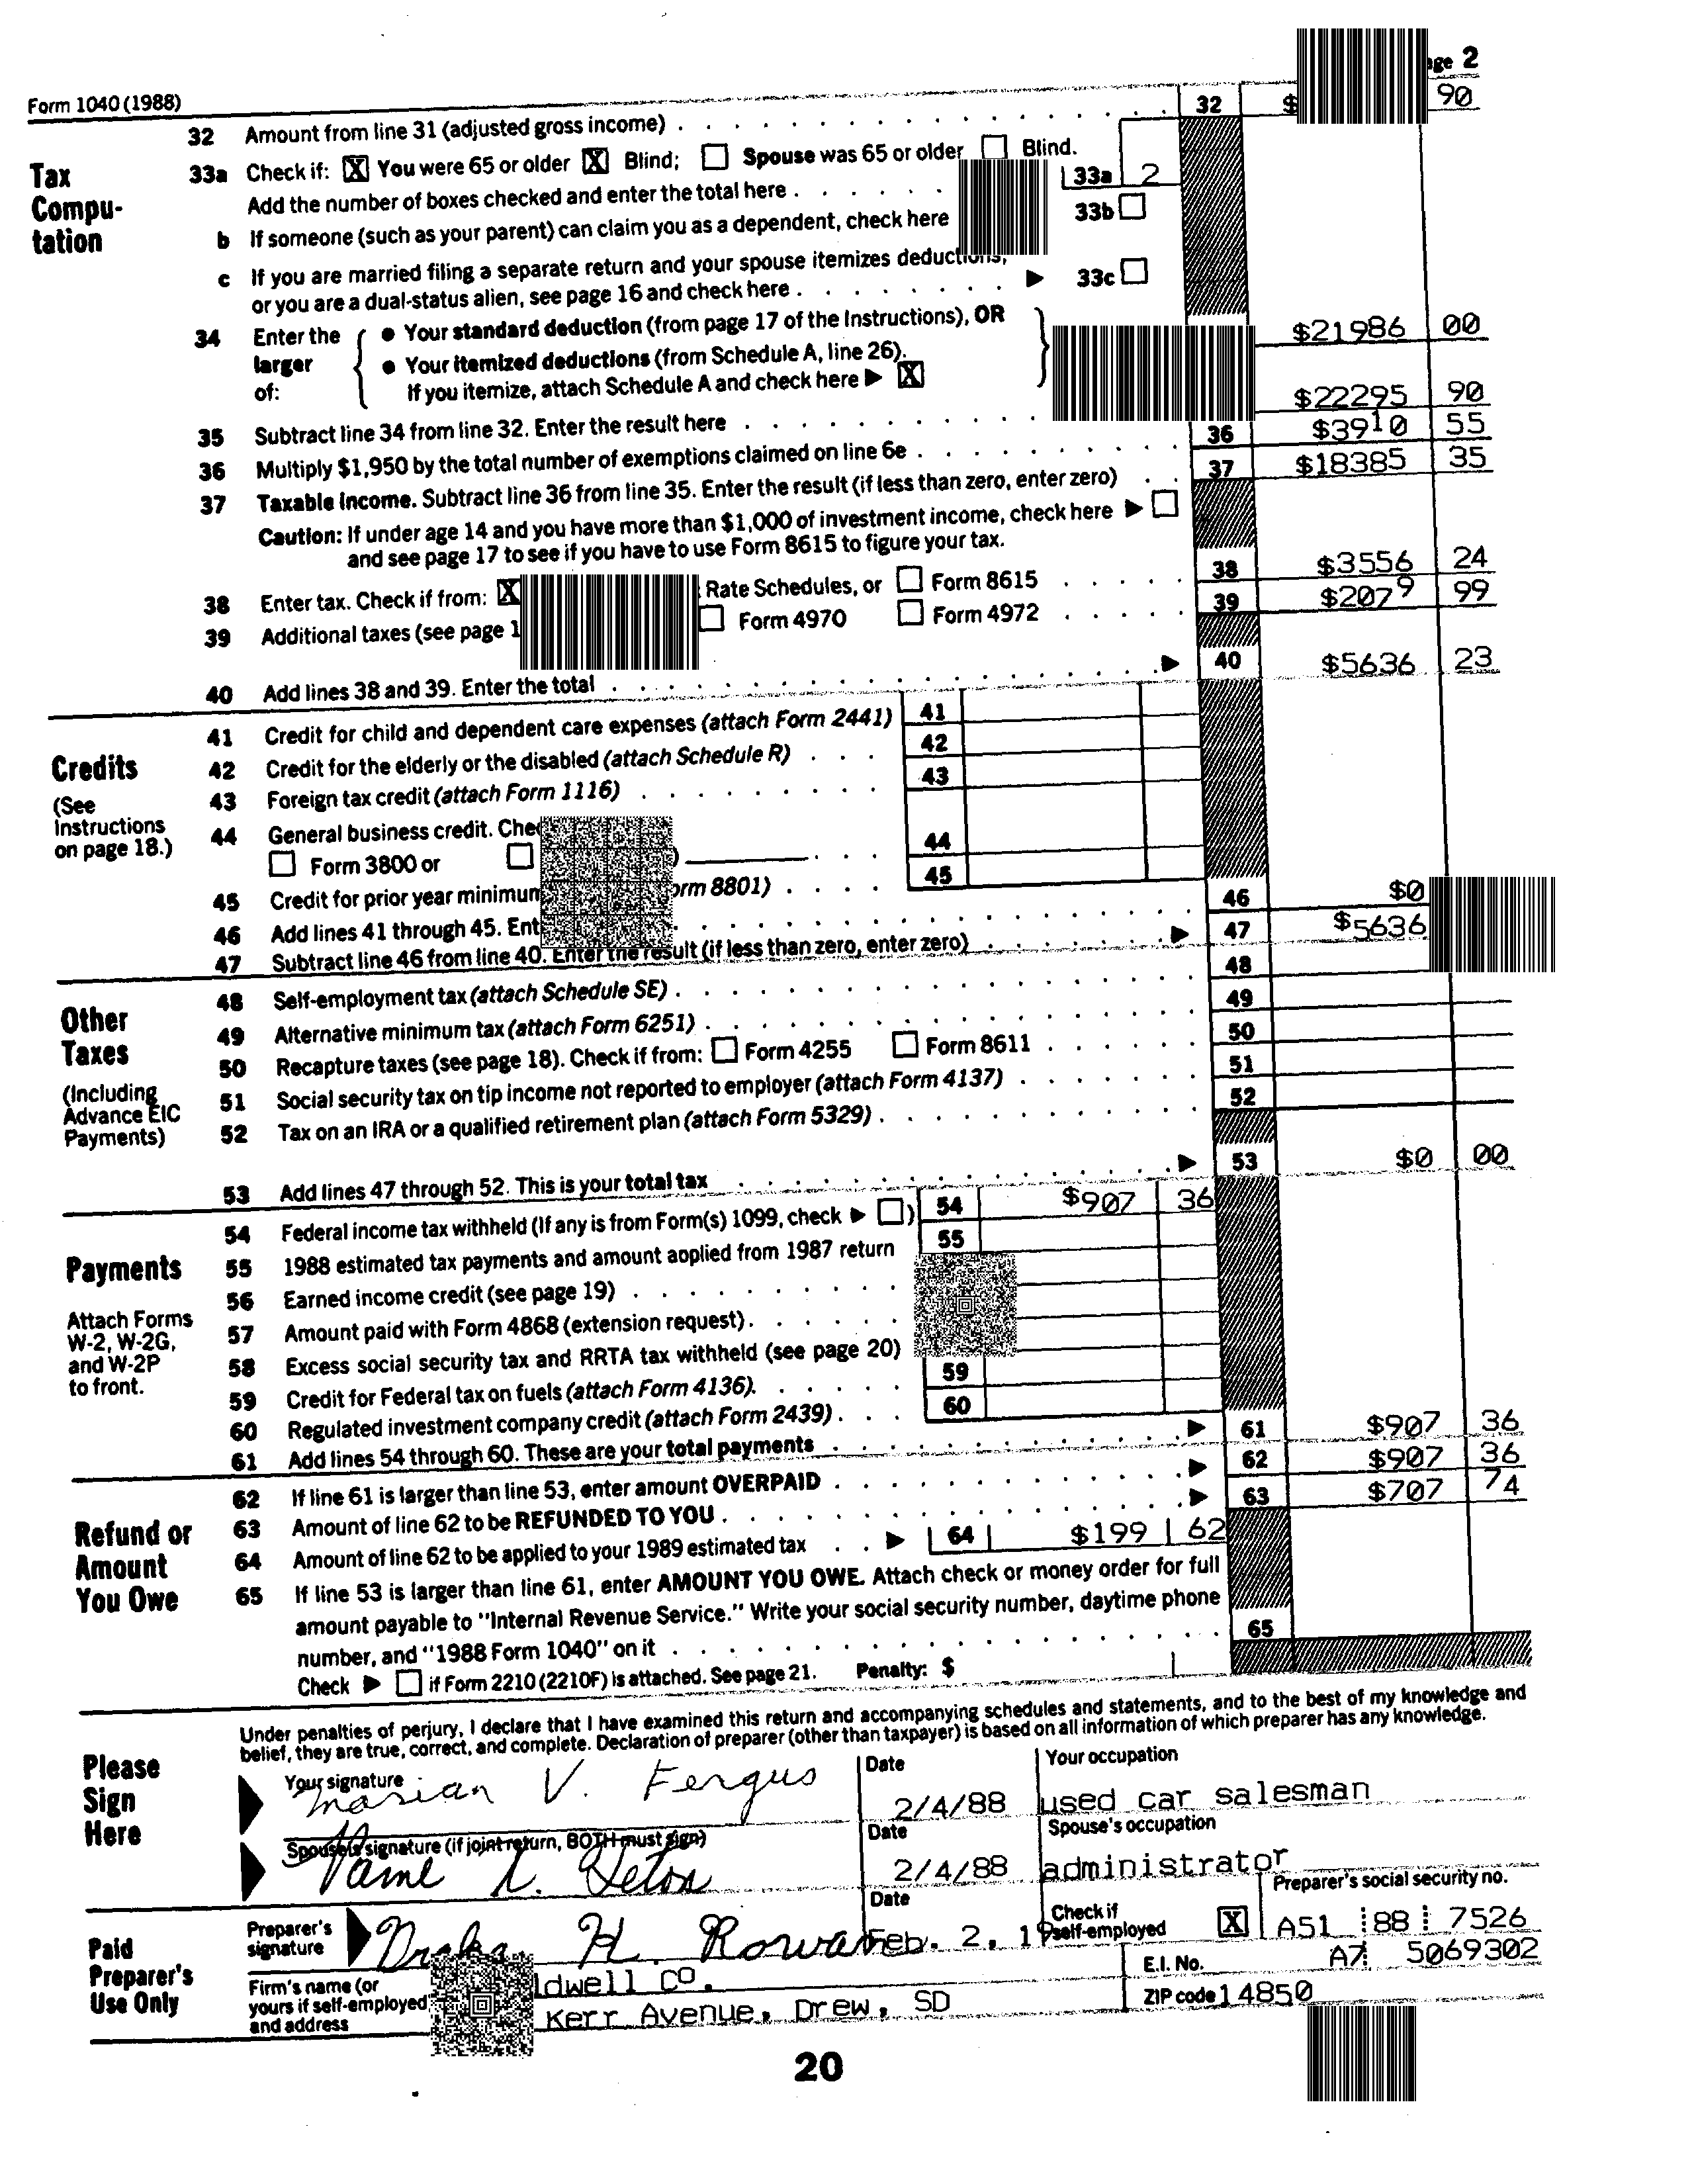 Form 1040 (1988)
age 2
32 Amount from line 31 (adjusted gross income) 32 $ 90
Tax Compu-tation
33a Check if: X You were 65 or older X Blind; Spouse was 65 or older Blind.
Add the number of boxes checked and enter the total here 33a 2
b If someone (such as your parent) can claim you as a dependent, check here 33b
c If you are married filing a separate return and your spouse itemizes deductions,
or you are a dual-status alien, see page 16 and check here ▶ 33c
34 Enter the larger of: { ● Your standard deduction (from page 17 of the Instructions), OR
● Your itemized deductions (from Schedule A, line 26).
If you itemize, attach Schedule A and check here ▶ X } $21986 00
35 Subtract line 34 from line 32. Enter the result here $22295 90
36 Multiply $1,950 by the total number of exemptions claimed on line 6e 36 $3910 55
37 Taxable income. Subtract line 36 from line 35. Enter the result (if less than zero, enter zero) 37 $18385 35
Caution: If under age 14 and you have more than $1,000 of investment income, check here ▶
and see page 17 to see if you have to use Form 8615 to figure your tax.
38 Enter tax. Check if from: X Rate Schedules, or Form 8615 38 $3556 24
39 Additional taxes (see page 1 Form 4970 Form 4972 39 $2079 99
40 Add lines 38 and 39. Enter the total ▶ 40 $5636 23
Credits
(See Instructions on page 18.)
41 Credit for child and dependent care expenses (attach Form 2441) 41
42 Credit for the elderly or the disabled (attach Schedule R) 42
43 Foreign tax credit (attach Form 1116) 43
44 General business credit. Che
Form 3800 or ) 44
45 Credit for prior year minimum orm 8801) 45
46 Add lines 41 through 45. Ent 46 $0
47 Subtract line 46 from line 40. Enter the result (if less than zero, enter zero) ▶ 47 $5636
Other Taxes
(Including Advance EIC Payments)
48 Self-employment tax (attach Schedule SE) 48
49 Alternative minimum tax (attach Form 6251) 49
50 Recapture taxes (see page 18). Check if from: Form 4255 Form 8611 50
51 Social security tax on tip income not reported to employer (attach Form 4137) 51
52 Tax on an IRA or a qualified retirement plan (attach Form 5329) 52
53 Add lines 47 through 52. This is your total tax ▶ 53 $0 00
Payments
Attach Forms W-2, W-2G, and W-2P to front.
54 Federal income tax withheld (If any is from Form(s) 1099, check ▶ ) 54 $907 36
55 1988 estimated tax payments and amount applied from 1987 return 55
56 Earned income credit (see page 19)
57 Amount paid with Form 4868 (extension request)
58 Excess social security tax and RRTA tax withheld (see page 20)
59 Credit for Federal tax on fuels (attach Form 4136) 59
60 Regulated investment company credit (attach Form 2439) 60
61 Add lines 54 through 60. These are your total payments ▶ 61 $907 36
Refund or Amount You Owe
62 If line 61 is larger than line 53, enter amount OVERPAID ▶ 62 $907 36
63 Amount of line 62 to be REFUNDED TO YOU ▶ 63 $707 74
64 Amount of line 62 to be applied to your 1989 estimated tax ▶ 64 $199 62
65 If line 53 is larger than line 61, enter AMOUNT YOU OWE. Attach check or money order for full
amount payable to "Internal Revenue Service." Write your social security number, daytime phone
number, and "1988 Form 1040" on it 65
Check ▶ if Form 2210 (2210F) is attached. See page 21. Penalty: $
Please Sign Here
Under penalties of perjury, I declare that I have examined this return and accompanying schedules and statements, and to the best of my knowledge and
belief, they are true, correct, and complete. Declaration of preparer (other than taxpayer) is based on all information of which preparer has any knowledge.
Your signature Marian V. Fergus Date 2/4/88 Your occupation used car salesman
Spouse's signature (if joint return, BOTH must sign) Date 2/4/88 Spouse's occupation administrator
Paid Preparer's Use Only
Preparer's signature H. Rowan Date Feb. 2, 19 Check if self-employed X Preparer's social security no. A51 88 7526
Firm's name (or yours if self-employed) and address ldwell Co. E.I. No. A7 5069302
Kerr Avenue, Drew, SD ZIP code 14850
20